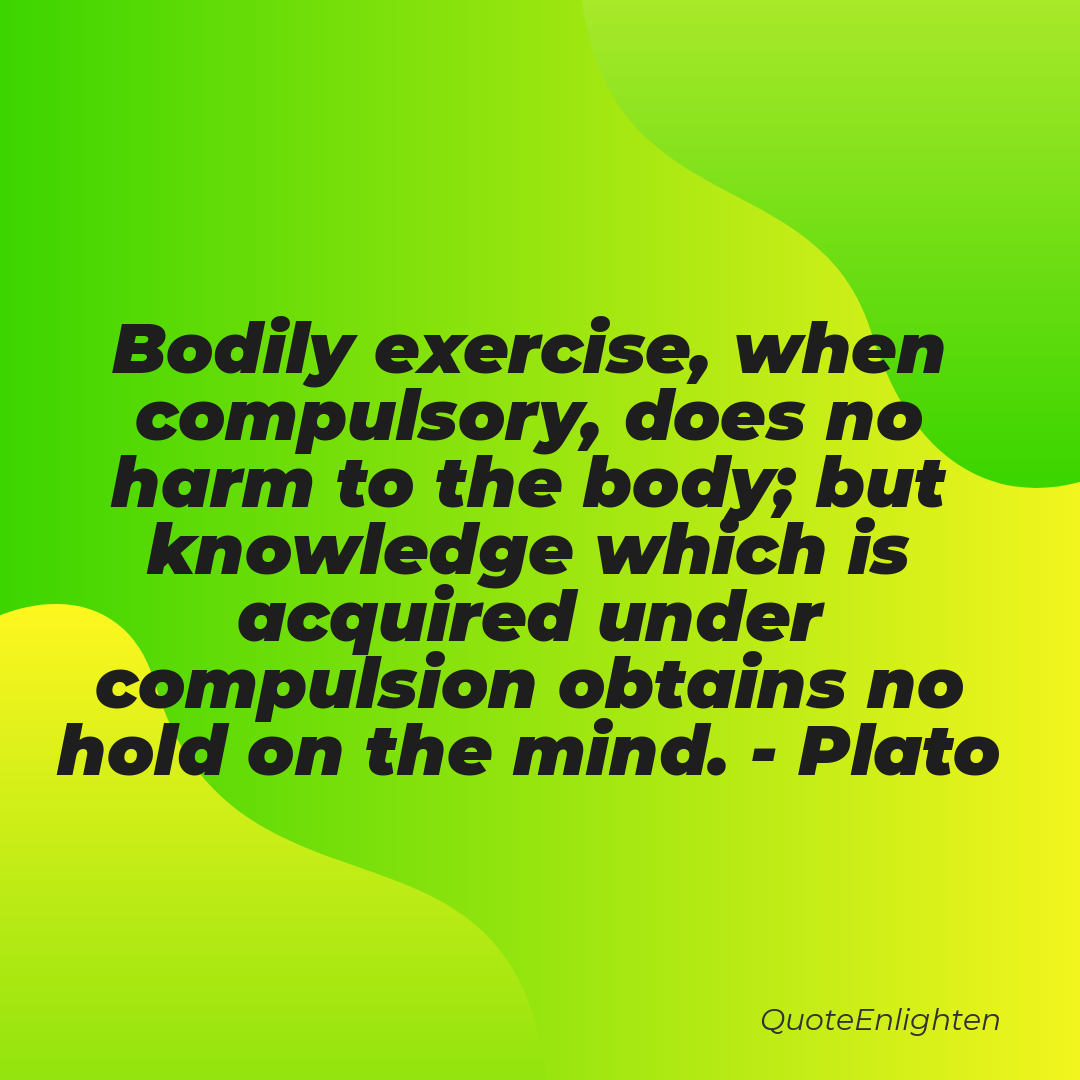 Bodily exercise, when
compulsory, does no
harm to the body; but
knowledge which is
acquired under
compulsion obtains no
hold on the mind. - Plato
QuoteEnlighten